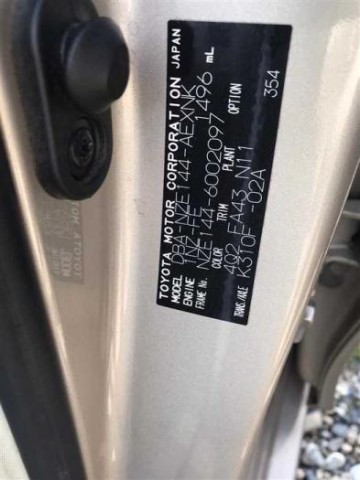 TOYOTA MOTOR CORPORATION JAPAN
MODEL DBA-NZE144-AEXNK
ENGINE 1NZ-FE 1496 mL
FRAME No. NZE144-6002097
COLOR TRIM PLANT OPTION 354
4Q2 FA43 N11
TRANS/AXLE K310F -02A